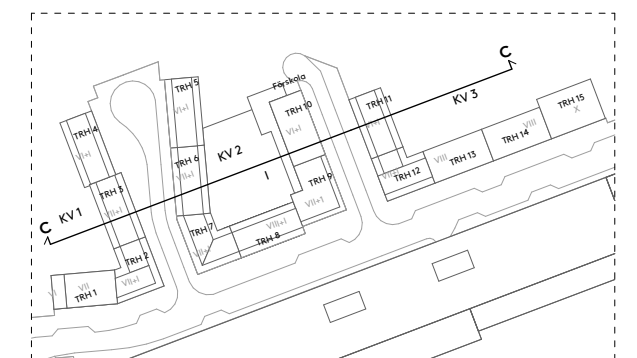 C
KV 3
TRH 5
VI+I
Förskola
TRH 10
VI+I
TRH 11
TRH 15
X
VIII
TRH 14
TRH 4
VI+I
KV 2
TRH 6
VII+I
I
VIII
TRH 13
TRH 12
TRH 9
VII+I
TRH 3
VII+I
KV 1
C
VIII+I
TRH 8
TRH 7
VII+I
TRH 2
VII+I
VI
VII
TRH 1